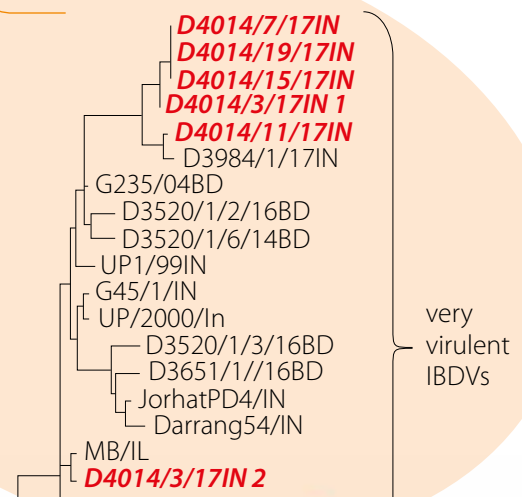 D4014/7/17IN
D4014/19/17IN
D4014/15/17IN
D4014/3/17IN 1
D4014/11/17IN
D3984/1/17IN
G235/04BD
D3520/1/2/16BD
D3520/1/6/14BD
UP1/99IN
G45/1/IN
UP/2000/In
D3520/1/3/16BD
D3651/1//16BD
JorhatPD4/IN
Darrang54/IN
MB/IL
D4014/3/17IN 2
very
virulent
IBDVs